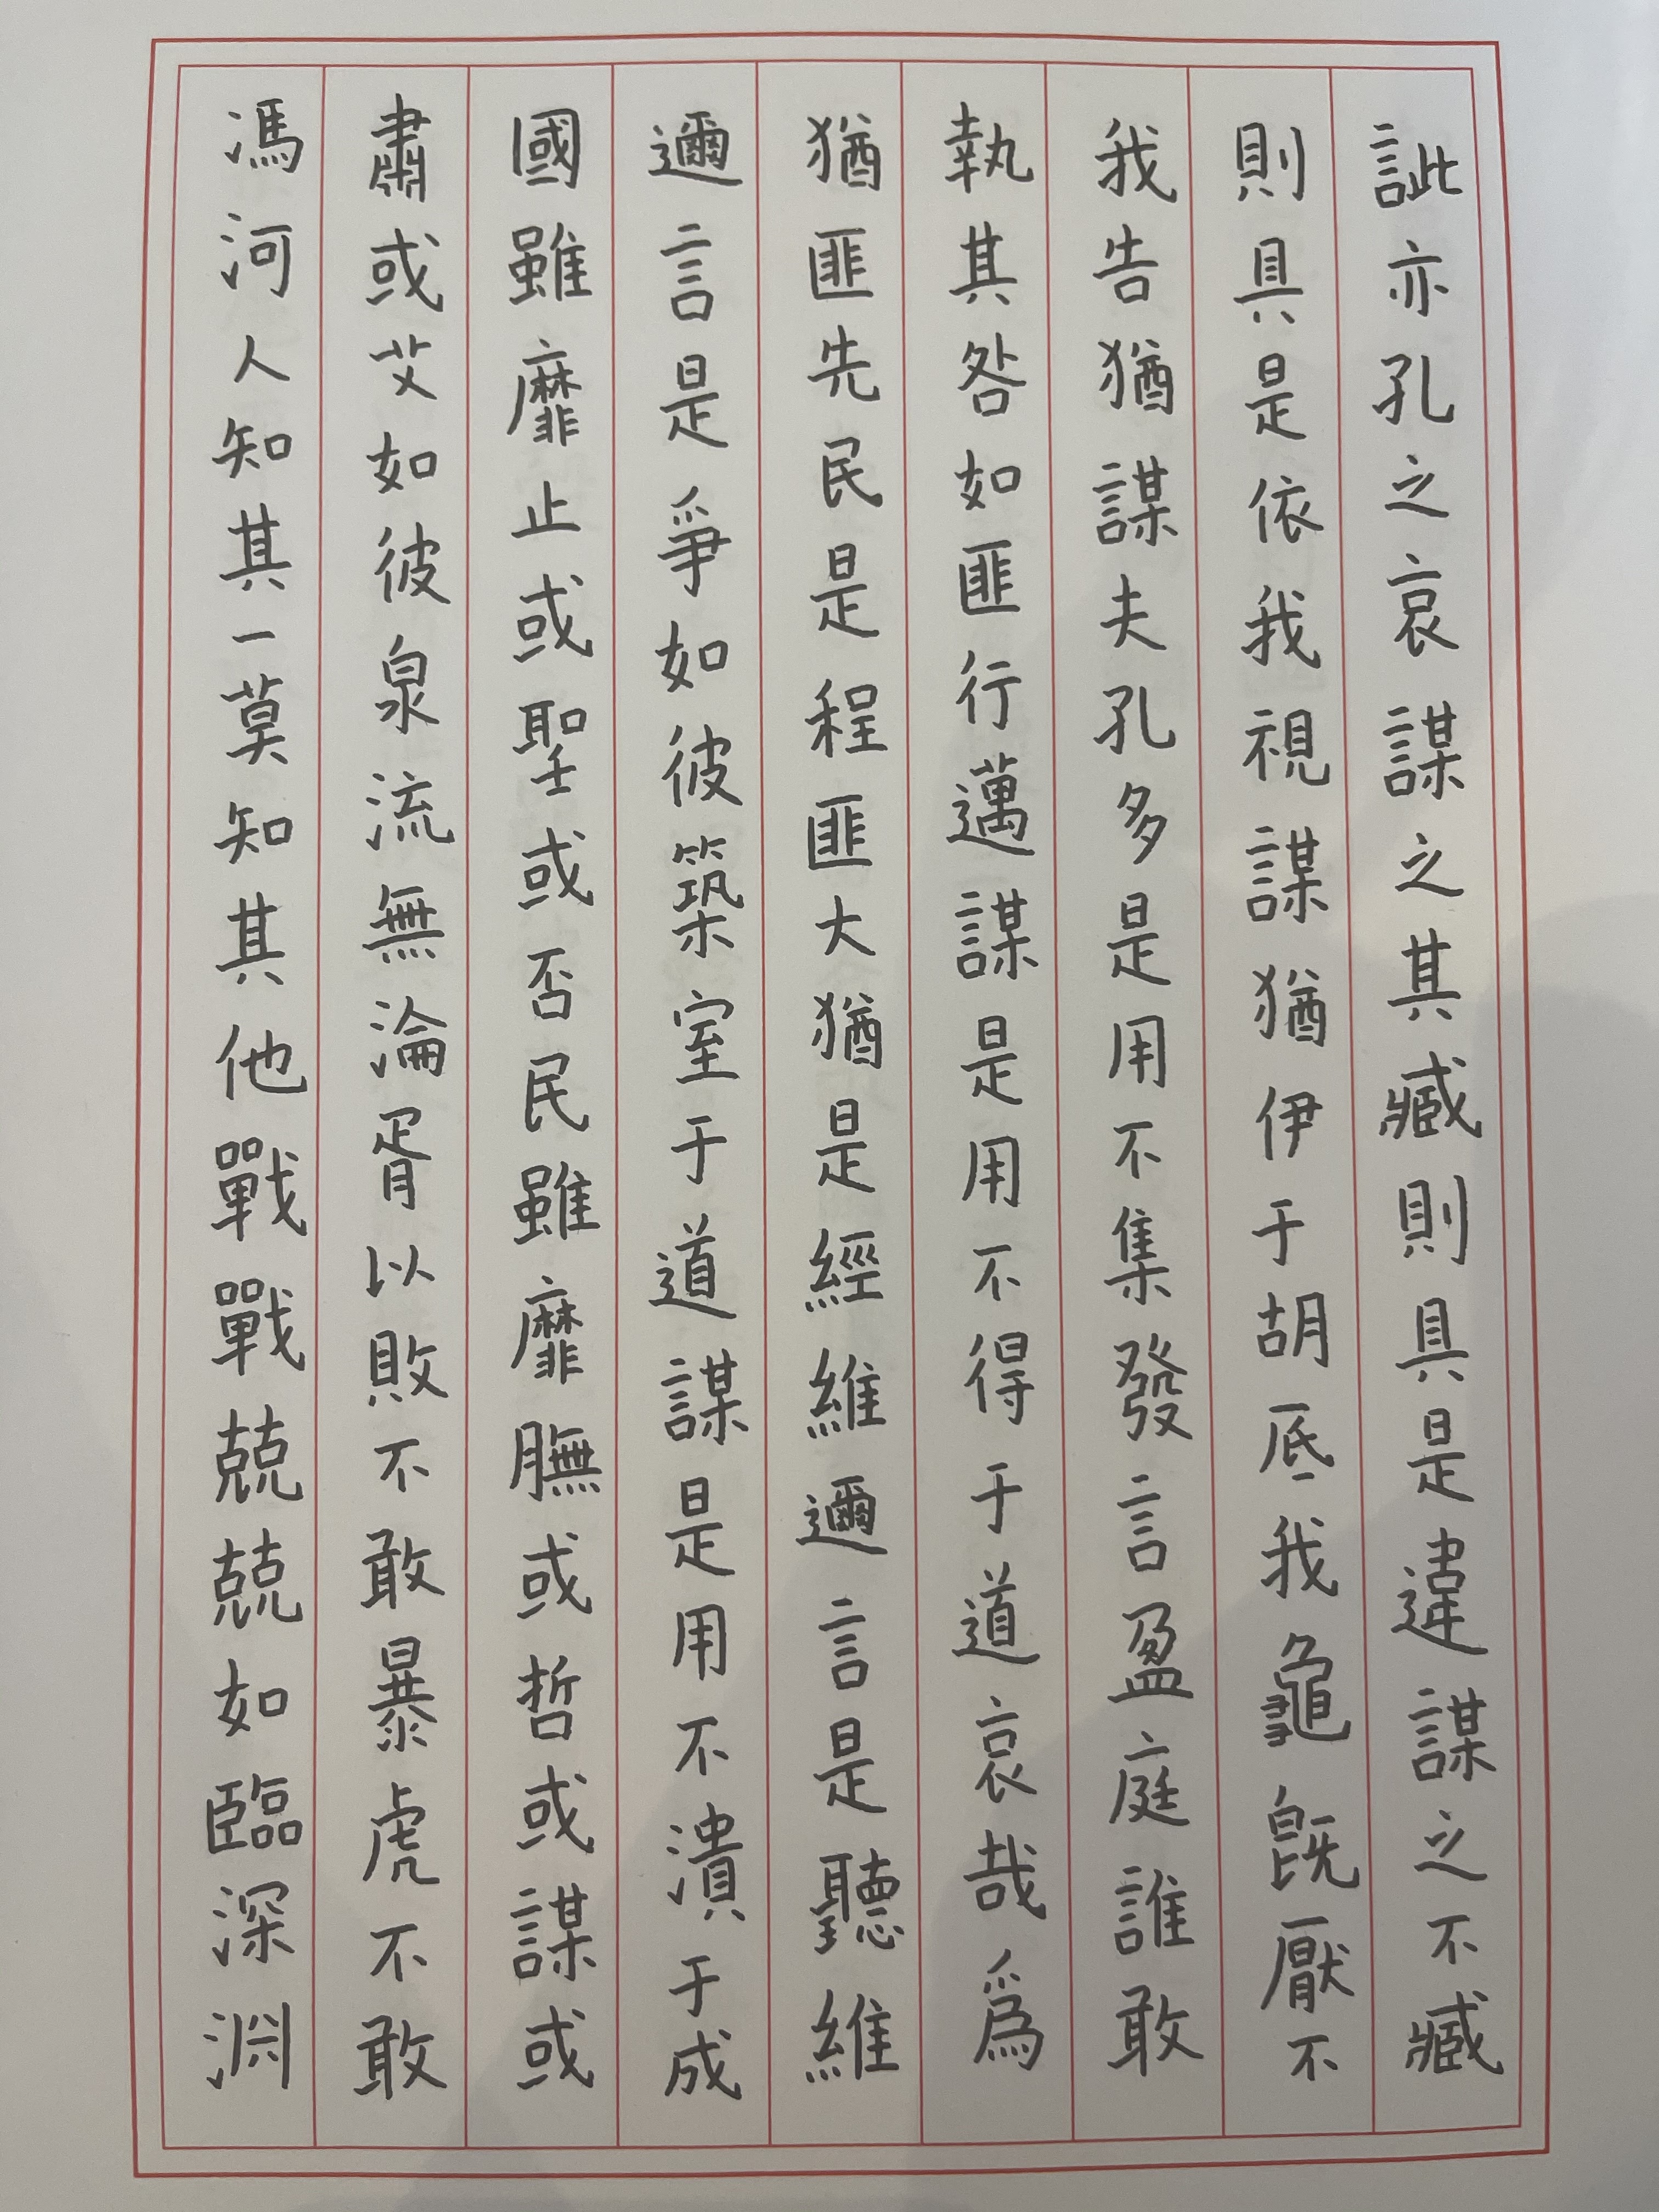 訿亦孔之哀謀之其臧則具是違謀之不臧
則具是依我視謀猶伊于胡厎我龜旣厭不
我告猶謀夫孔多是用不集發言盈庭誰敢
執其咎如匪行邁謀是用不得于道哀哉爲
猶匪先民是程匪大猶是經維邇言是聽維
邇言是爭如彼築室于道謀是用不潰于成
國雖靡止或聖或否民雖靡膴或哲或謀或
肅或艾如彼泉流無淪胥以敗不敢暴虎不敢
馮河人知其一莫知其他戰戰兢兢如臨深淵